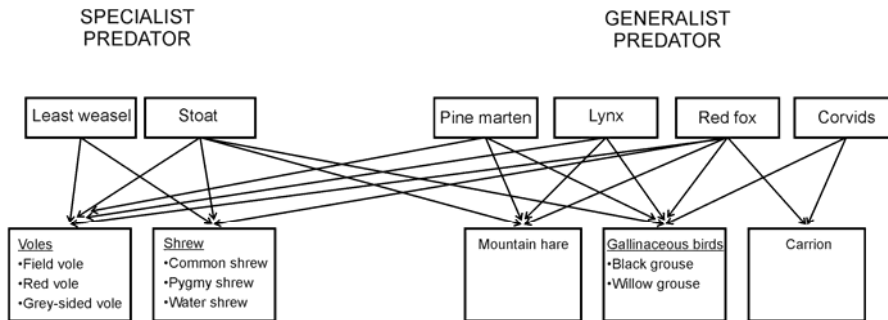 SPECIALIST
PREDATOR
GENERALIST
PREDATOR
Least weasel
Stoat
Pine marten
Lynx
Red fox
Corvids
Voles
•Field vole
•Red vole
•Grey-sided vole
Shrew
•Common shrew
•Pygmy shrew
•Water shrew
Mountain hare
Gallinaceous birds
•Black grouse
•Willow grouse
Carrion